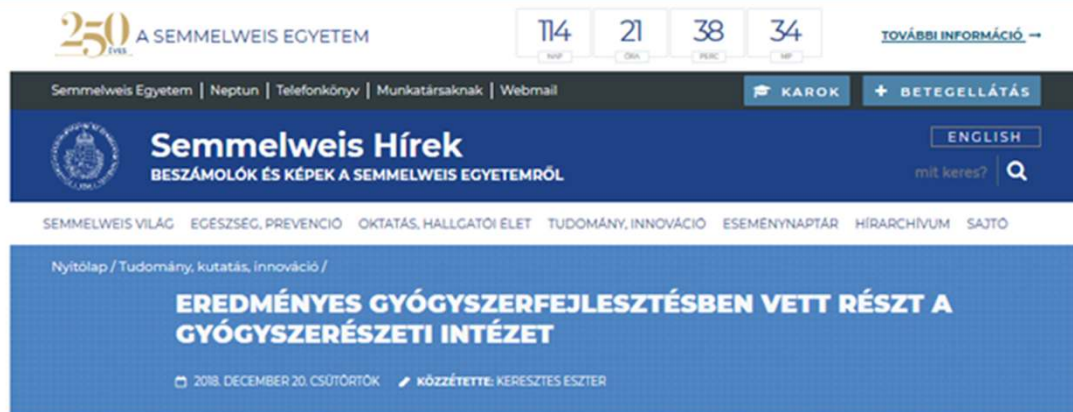 250 ÉVES A SEMMELWEIS EGYETEM
114 21 38 34
NAP ÓRA PERC MP
TOVÁBBI INFORMÁCIÓ →
Semmelweis Egyetem | Neptun | Telefonkönyv | Munkatársaknak | Webmail
KAROK
+ BETEGELLÁTÁS
Semmelweis Hírek
BESZÁMOLÓK ÉS KÉPEK A SEMMELWEIS EGYETEMRŐL
ENGLISH
mit keres?
SEMMELWEIS VILÁG EGÉSZSÉG, PREVENCIÓ OKTATÁS, HALLGATÓI ÉLET TUDOMÁNY, INNOVÁCIÓ ESEMÉNYNAPTÁR HÍRARCHÍVUM SAJTÓ
Nyitólap / Tudomány, kutatás, innováció /
EREDMÉNYES GYÓGYSZERFEJLESZTÉSBEN VETT RÉSZT A
GYÓGYSZERÉSZETI INTÉZET
2018. DECEMBER 20. CSÜTÖRTÖK KÖZZÉTETTE: KERESZTES ESZTER